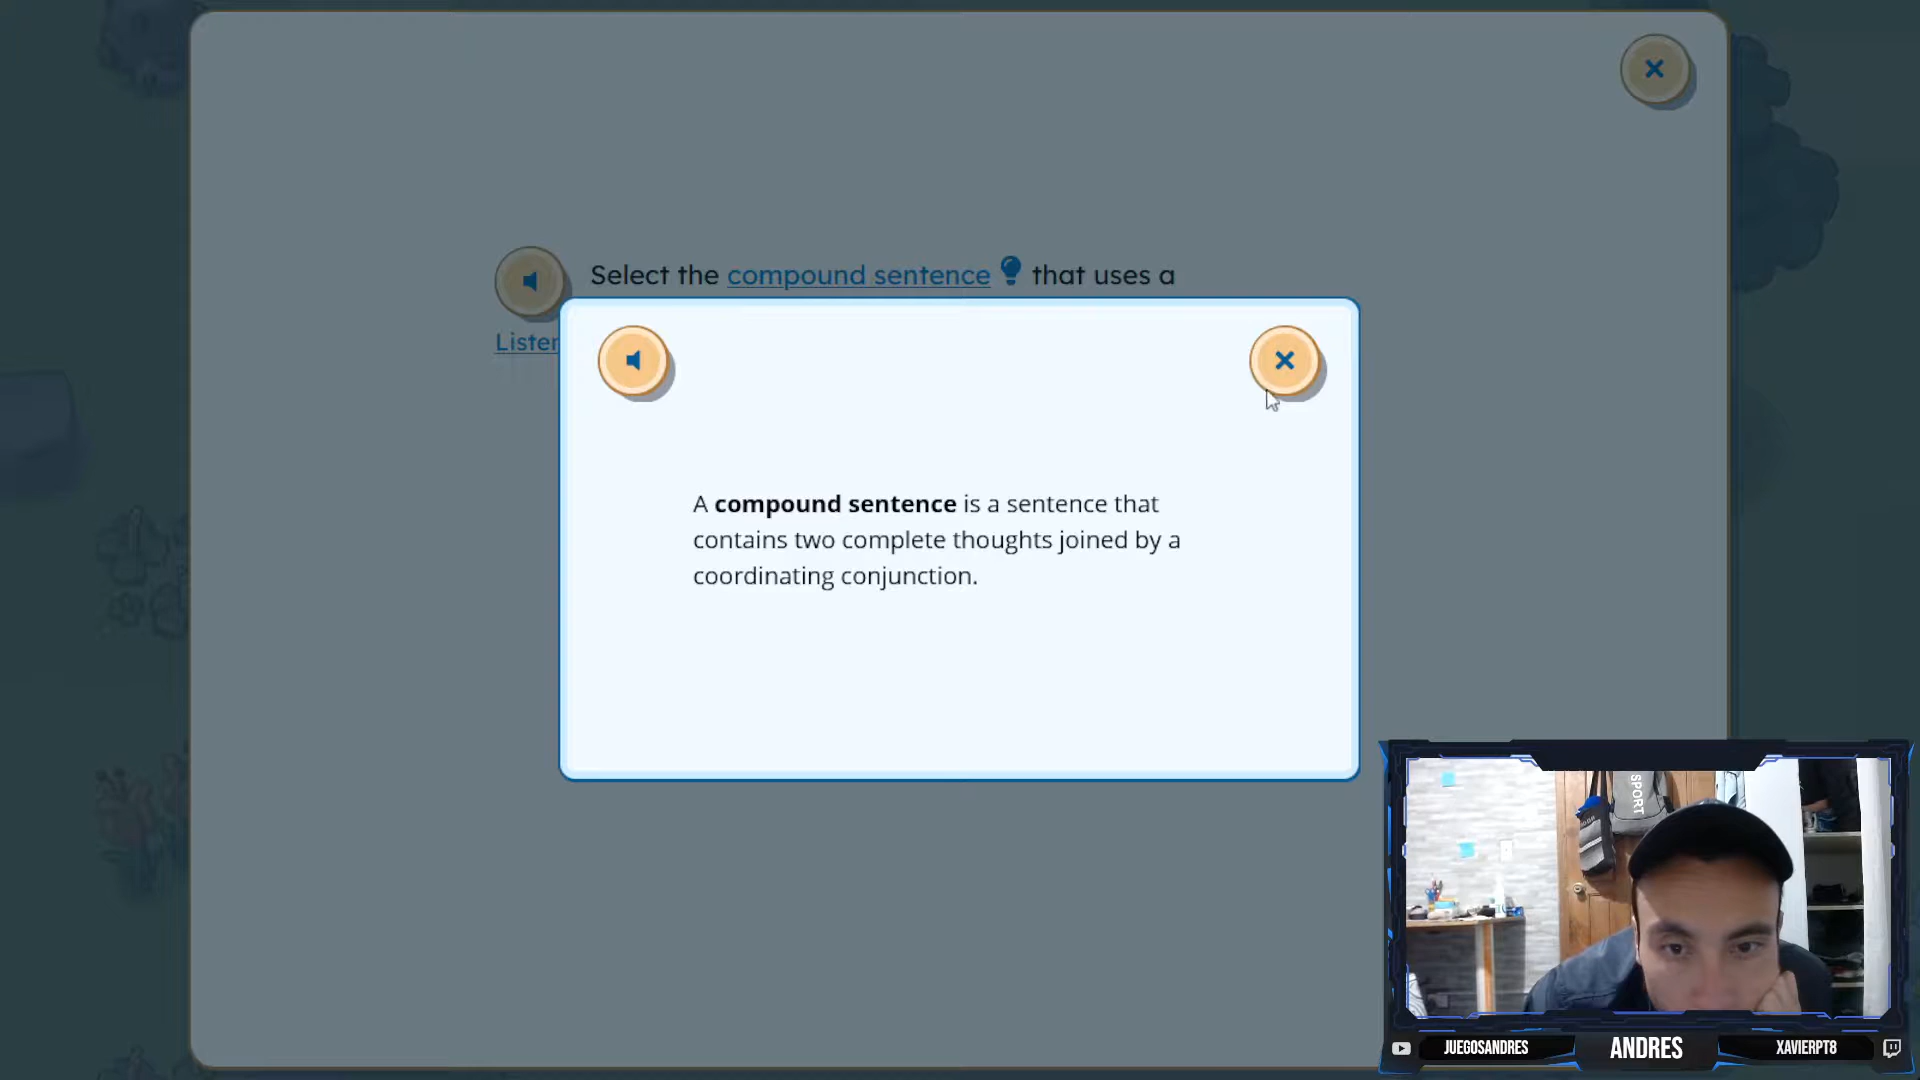 Select the compound sentence that uses a
Listen
A compound sentence is a sentence that
contains two complete thoughts joined by a
coordinating conjunction.
SPORT
JUEGOSANDRES
ANDRES
XAVIERPT8